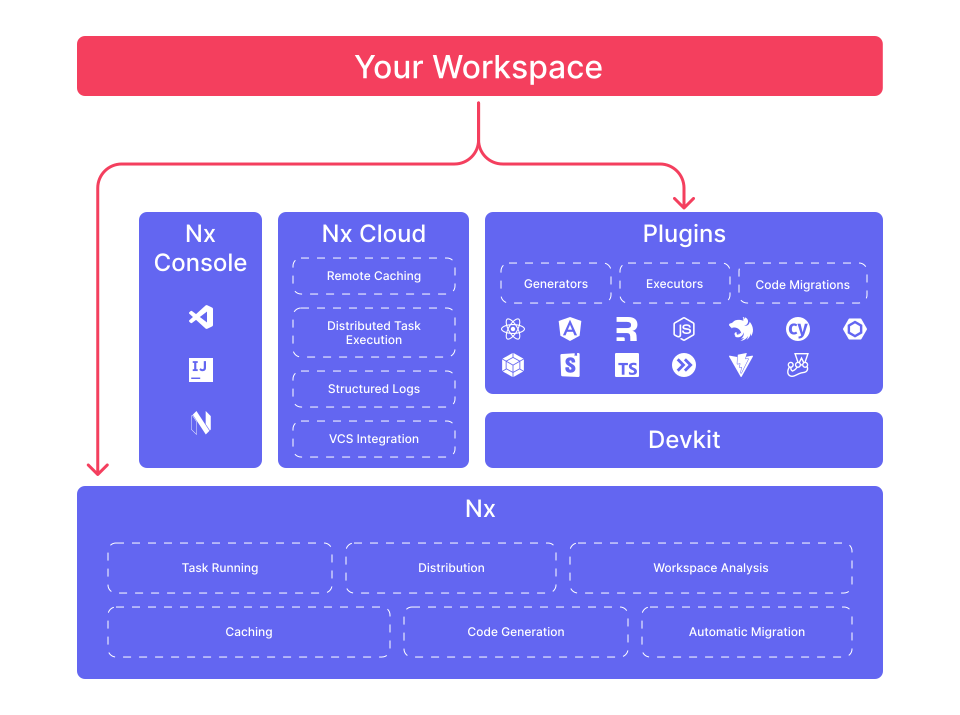 Your Workspace
Nx
Console
IJ
Nx Cloud
Remote Caching
Distributed Task
Execution
Structured Logs
VCS Integration
Plugins
Generators
Executors
Code Migrations
JS
cy
S
TS
Devkit
Nx
Task Running
Distribution
Workspace Analysis
Caching
Code Generation
Automatic Migration